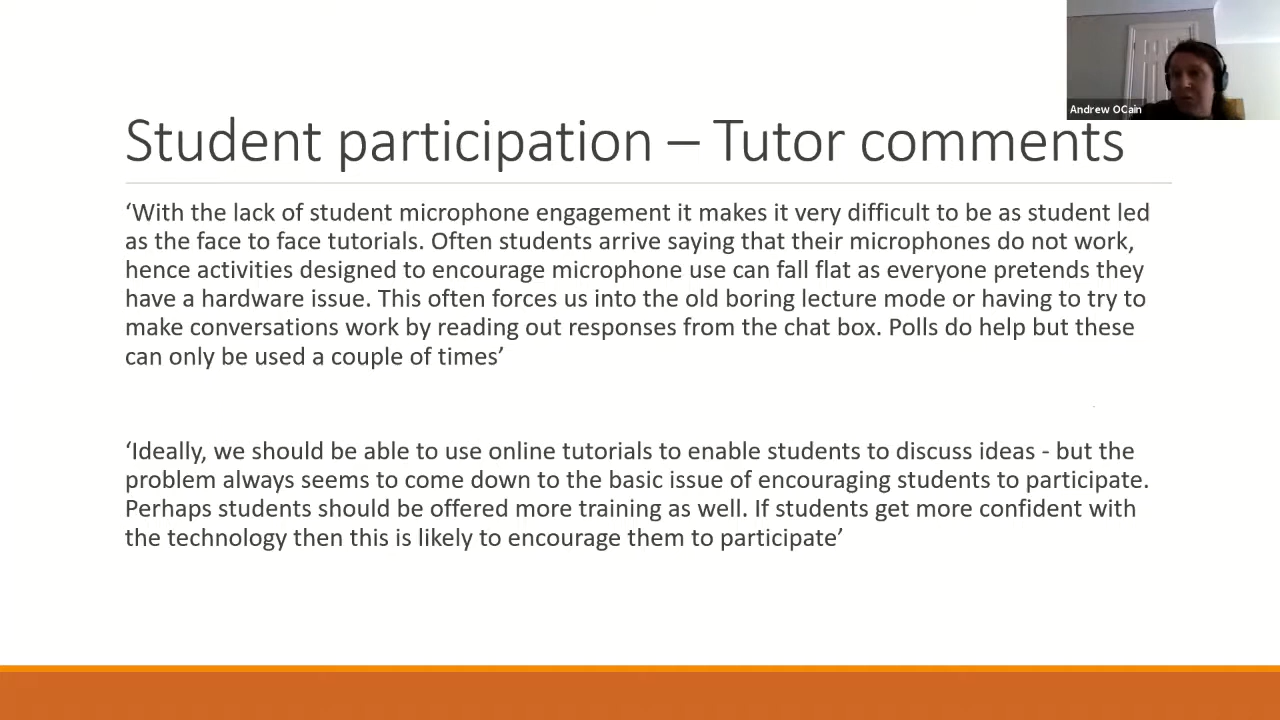 Andrew OCain
Student participation – Tutor comments
‘With the lack of student microphone engagement it makes it very difficult to be as student led
as the face to face tutorials. Often students arrive saying that their microphones do not work,
hence activities designed to encourage microphone use can fall flat as everyone pretends they
have a hardware issue. This often forces us into the old boring lecture mode or having to try to
make conversations work by reading out responses from the chat box. Polls do help but these
can only be used a couple of times’
‘Ideally, we should be able to use online tutorials to enable students to discuss ideas - but the
problem always seems to come down to the basic issue of encouraging students to participate.
Perhaps students should be offered more training as well. If students get more confident with
the technology then this is likely to encourage them to participate’